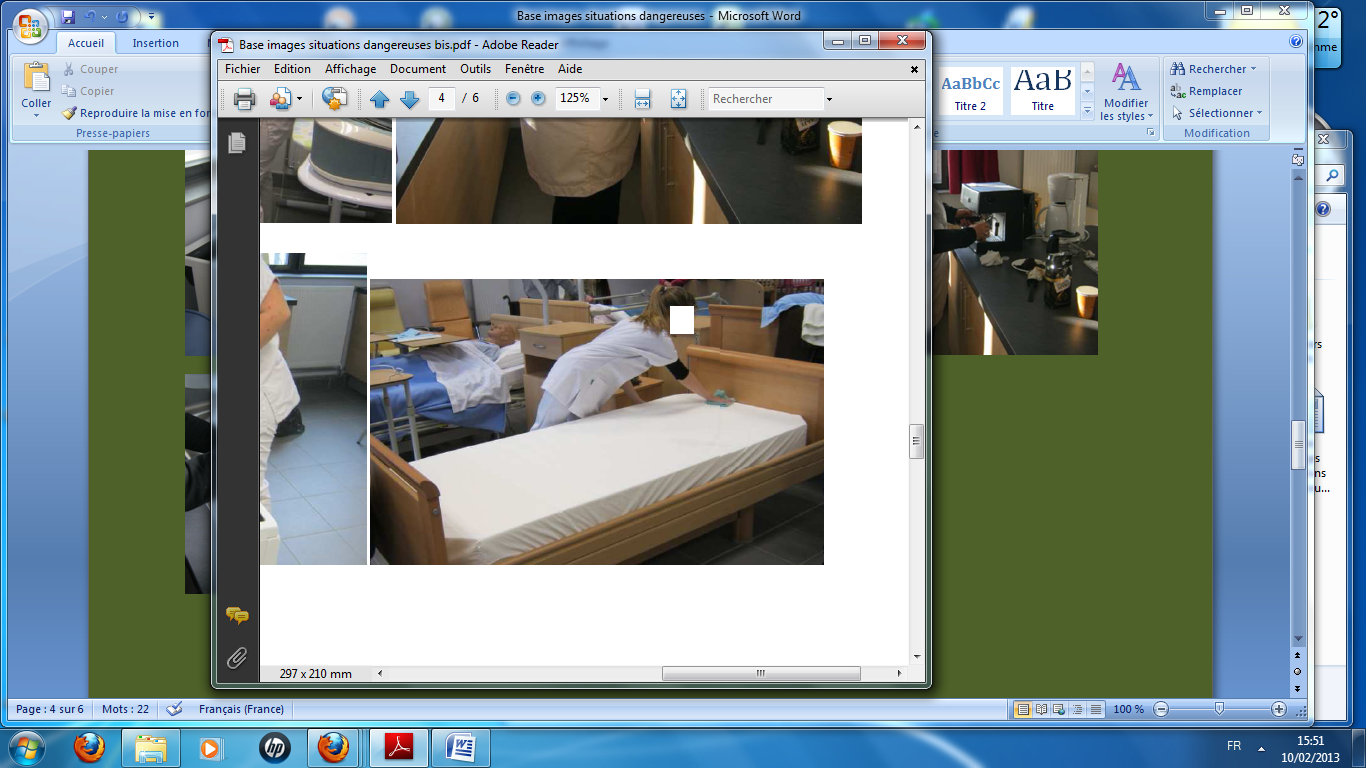 Base images situations dangereuses - Microsoft Word
2°
Accueil
Insertion
mme
Coller
Couper
Copier
Reproduire la mise en for
Presse-papiers
AaBbCc
Titre 2
AaB
Titre
Modifier
les styles
Rechercher
Remplacer
Sélectionner
Modification
Base images situations dangereuses bis.pdf - Adobe Reader
Fichier Edition Affichage Document Outils Fenêtre Aide
4 / 6 125% Rechercher
297 x 210 mm
Page : 4 sur 6 Mots : 22 Français (France) 100 %
hp
FR
15:51
10/02/2013